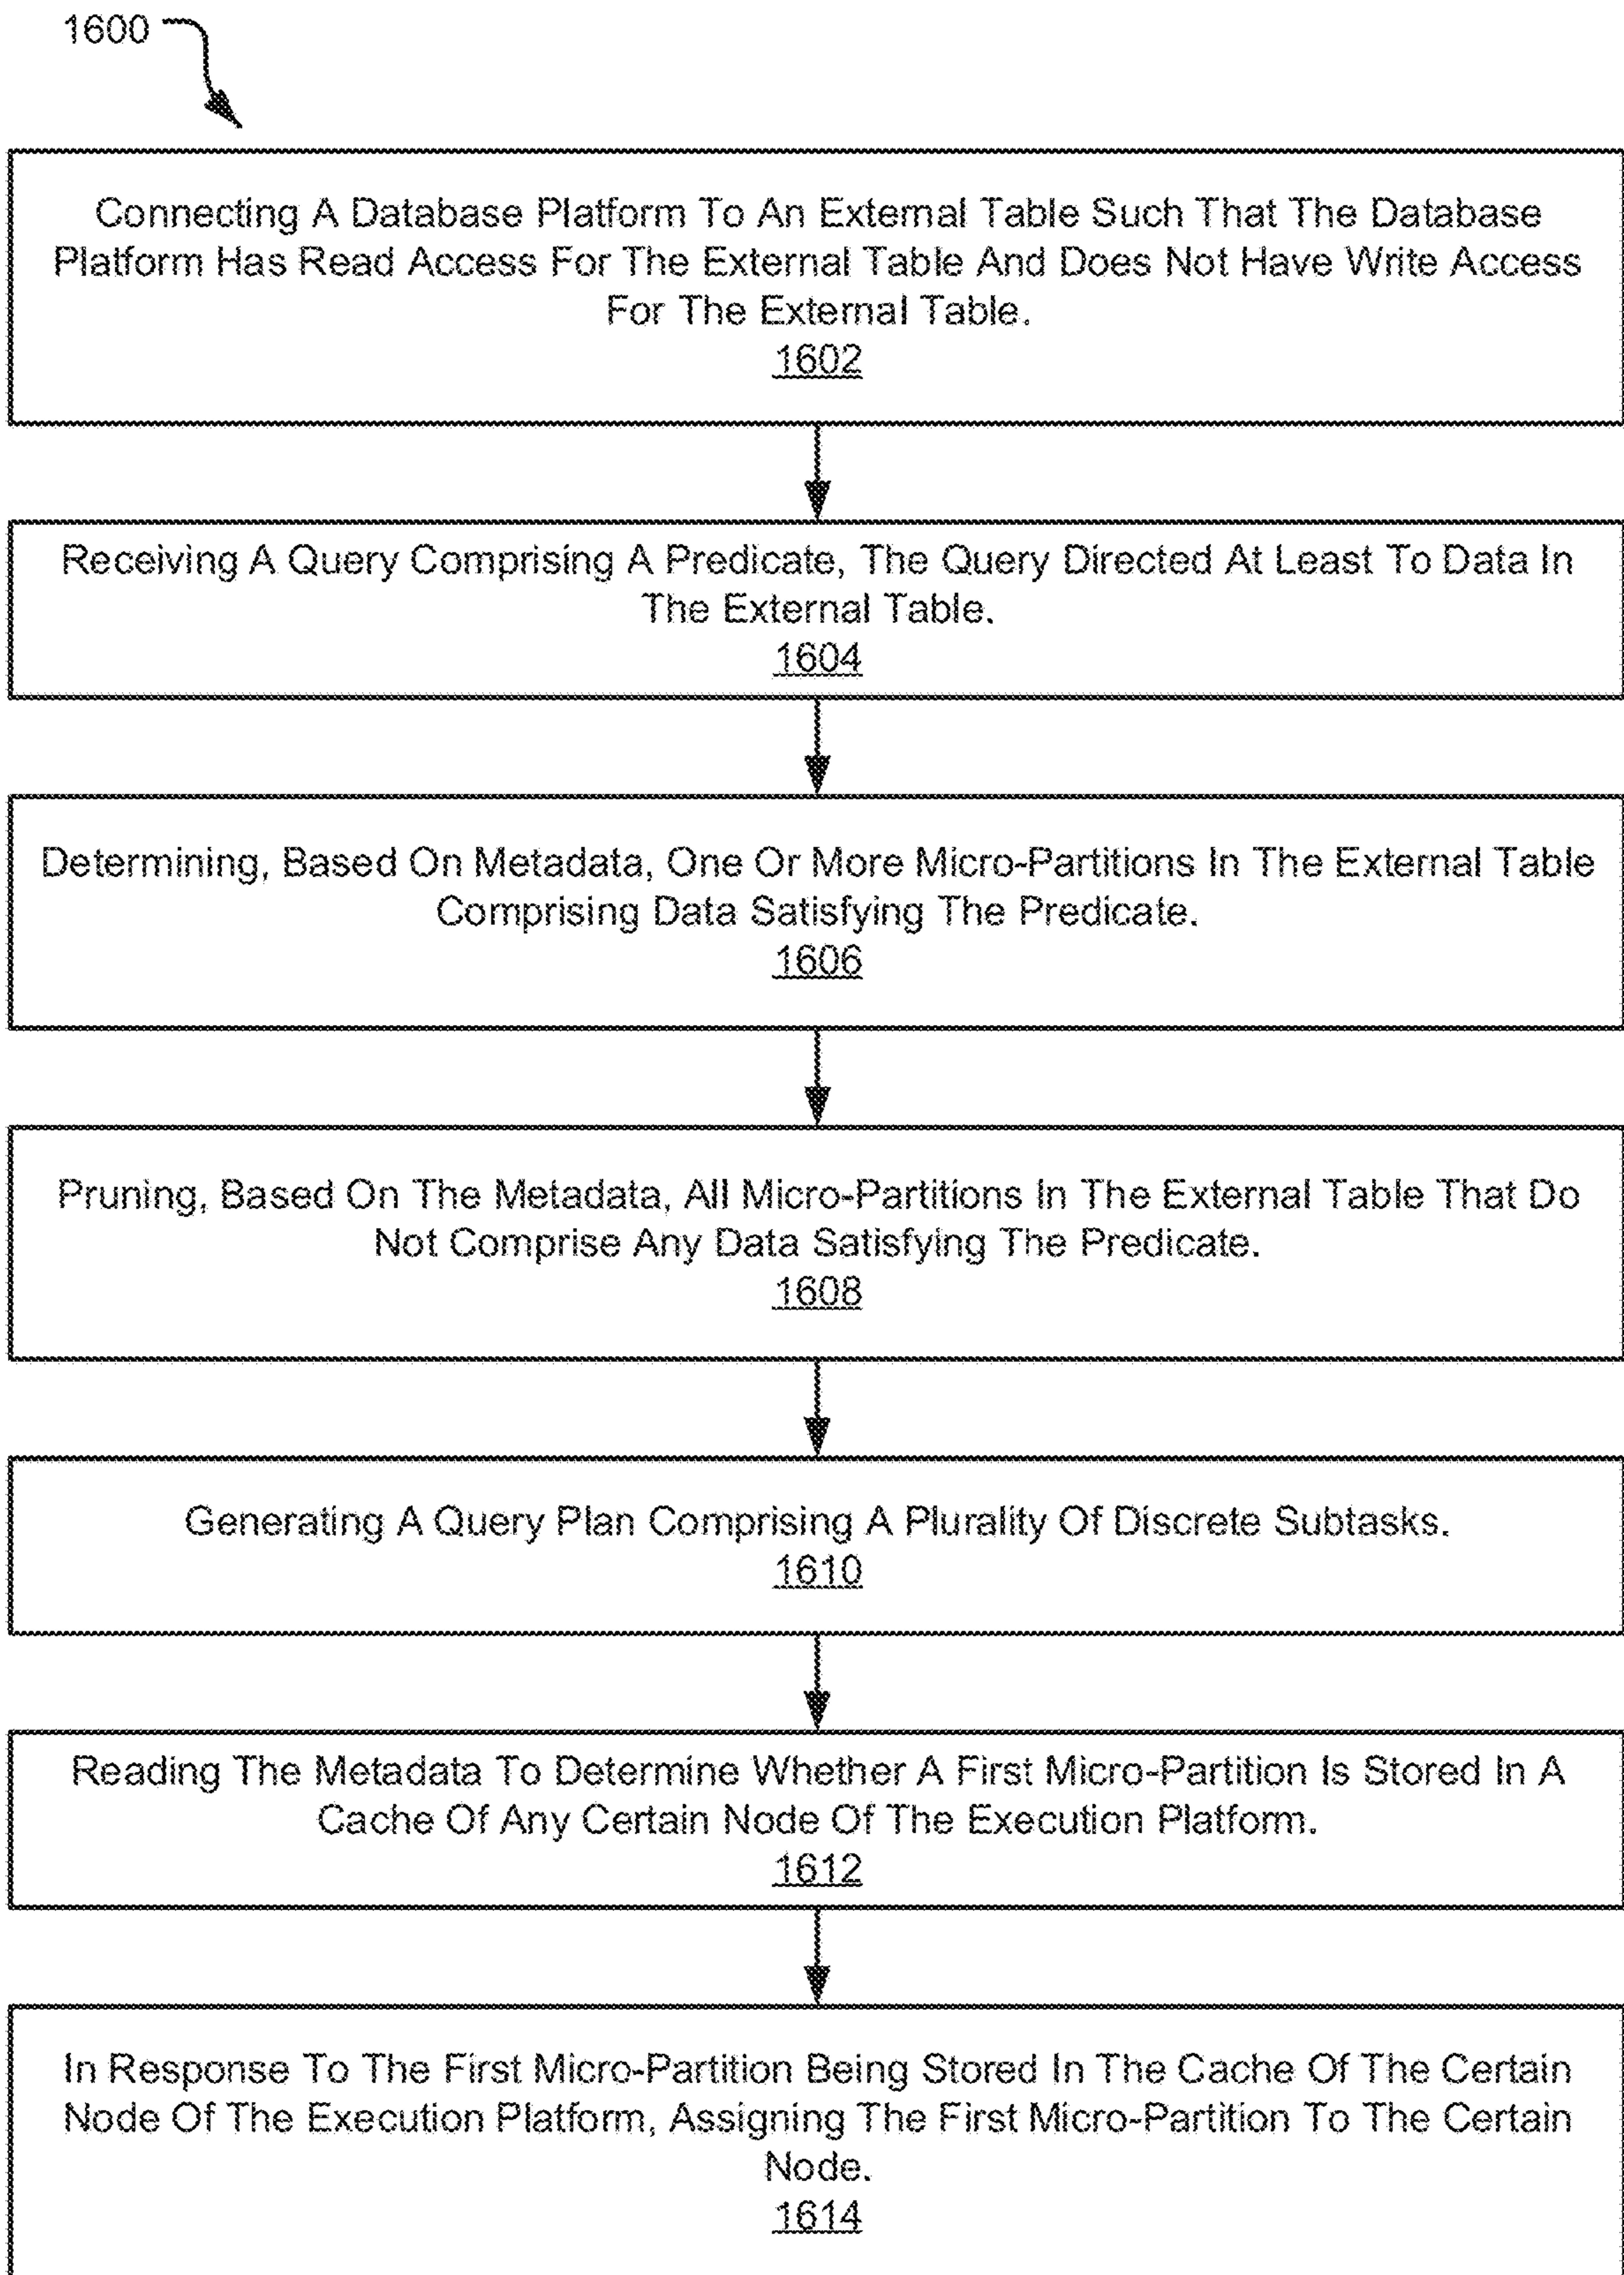 1600
Connecting A Database Platform To An External Table Such That The Database
Platform Has Read Access For The External Table And Does Not Have Write Access
For The External Table.
1602
Receiving A Query Comprising A Predicate, The Query Directed At Least To Data In
The External Table.
1604
Determining, Based On Metadata, One Or More Micro-Partitions In The External Table
Comprising Data Satisfying The Predicate.
1606
Pruning, Based On The Metadata, All Micro-Partitions In The External Table That Do
Not Comprise Any Data Satisfying The Predicate.
1608
Generating A Query Plan Comprising A Plurality Of Discrete Subtasks.
1610
Reading The Metadata To Determine Whether A First Micro-Partition Is Stored In A
Cache Of Any Certain Node Of The Execution Platform.
1612
In Response To The First Micro-Partition Being Stored In The Cache Of The Certain
Node Of The Execution Platform, Assigning The First Micro-Partition To The Certain
Node.
1614